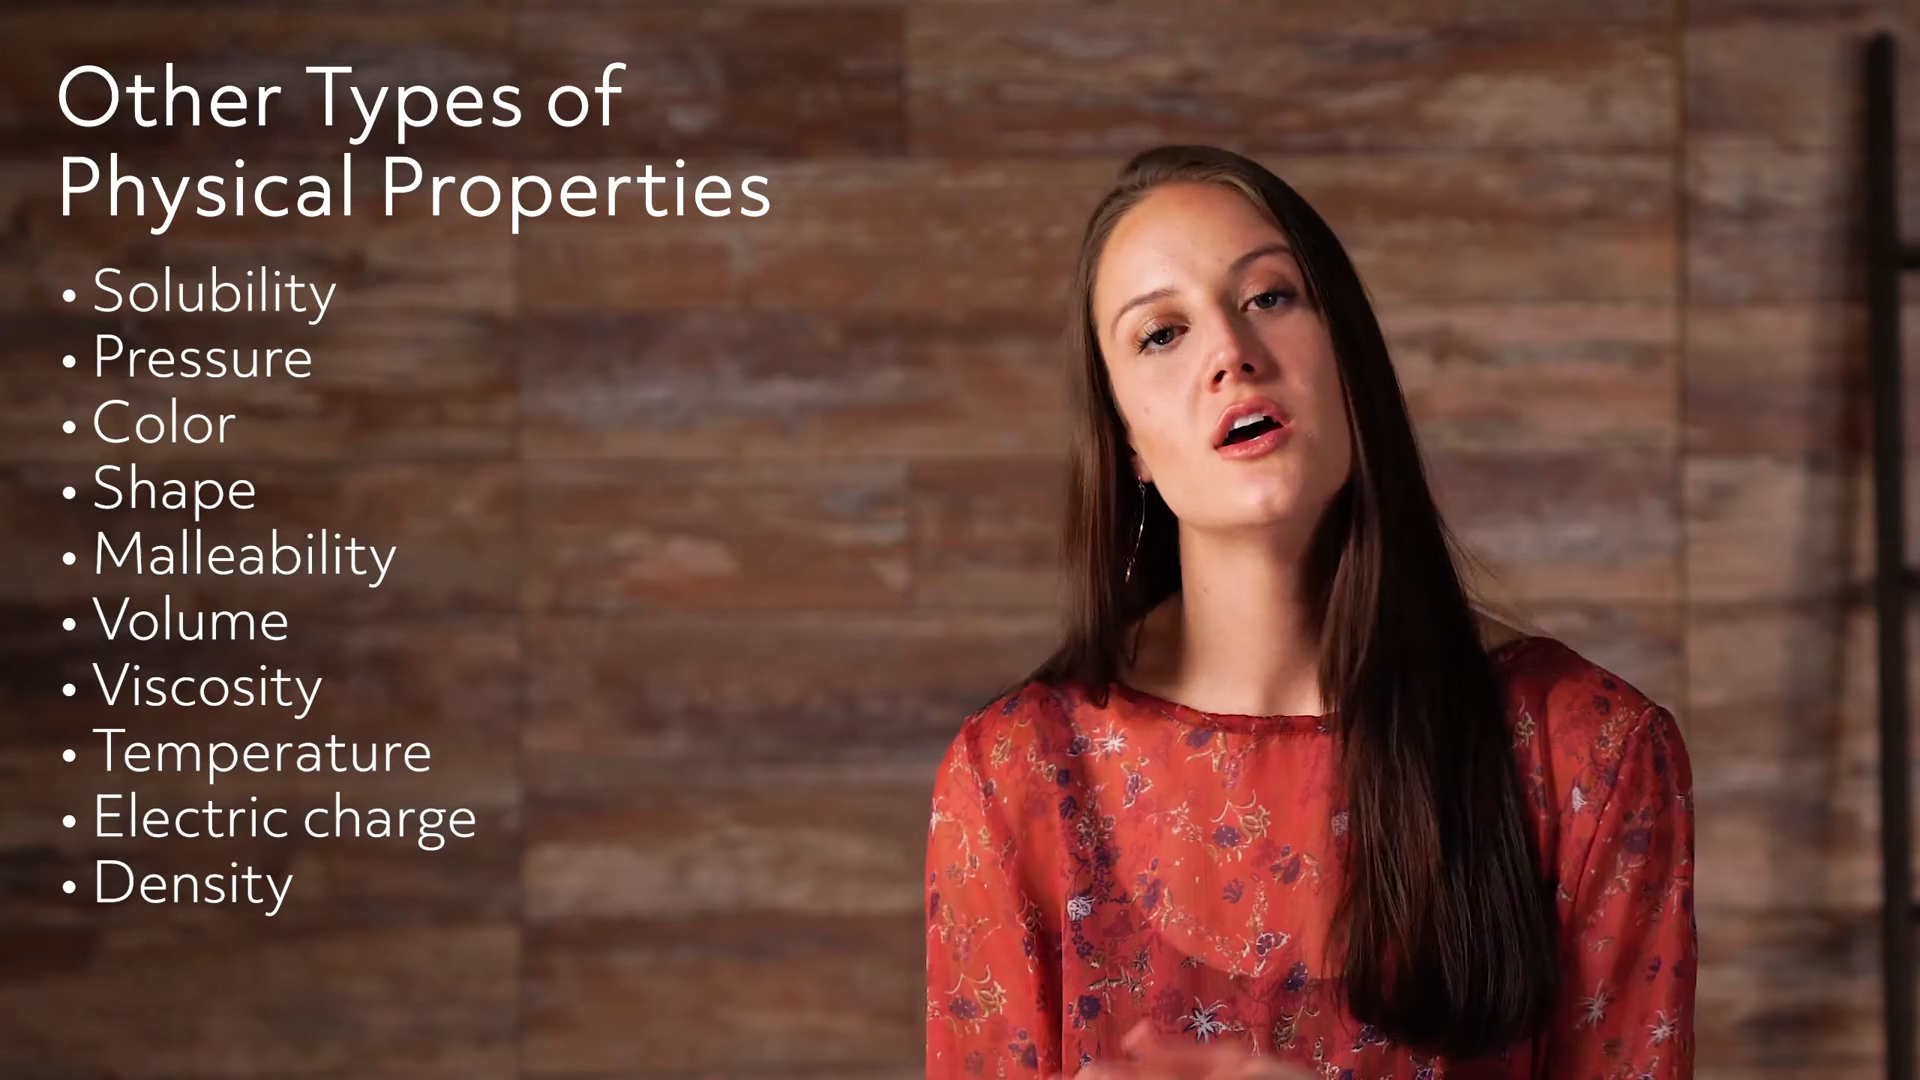 Other Types of
Physical Properties
• Solubility
• Pressure
• Color
• Shape
• Malleability
• Volume
• Viscosity
• Temperature
• Electric charge
• Density